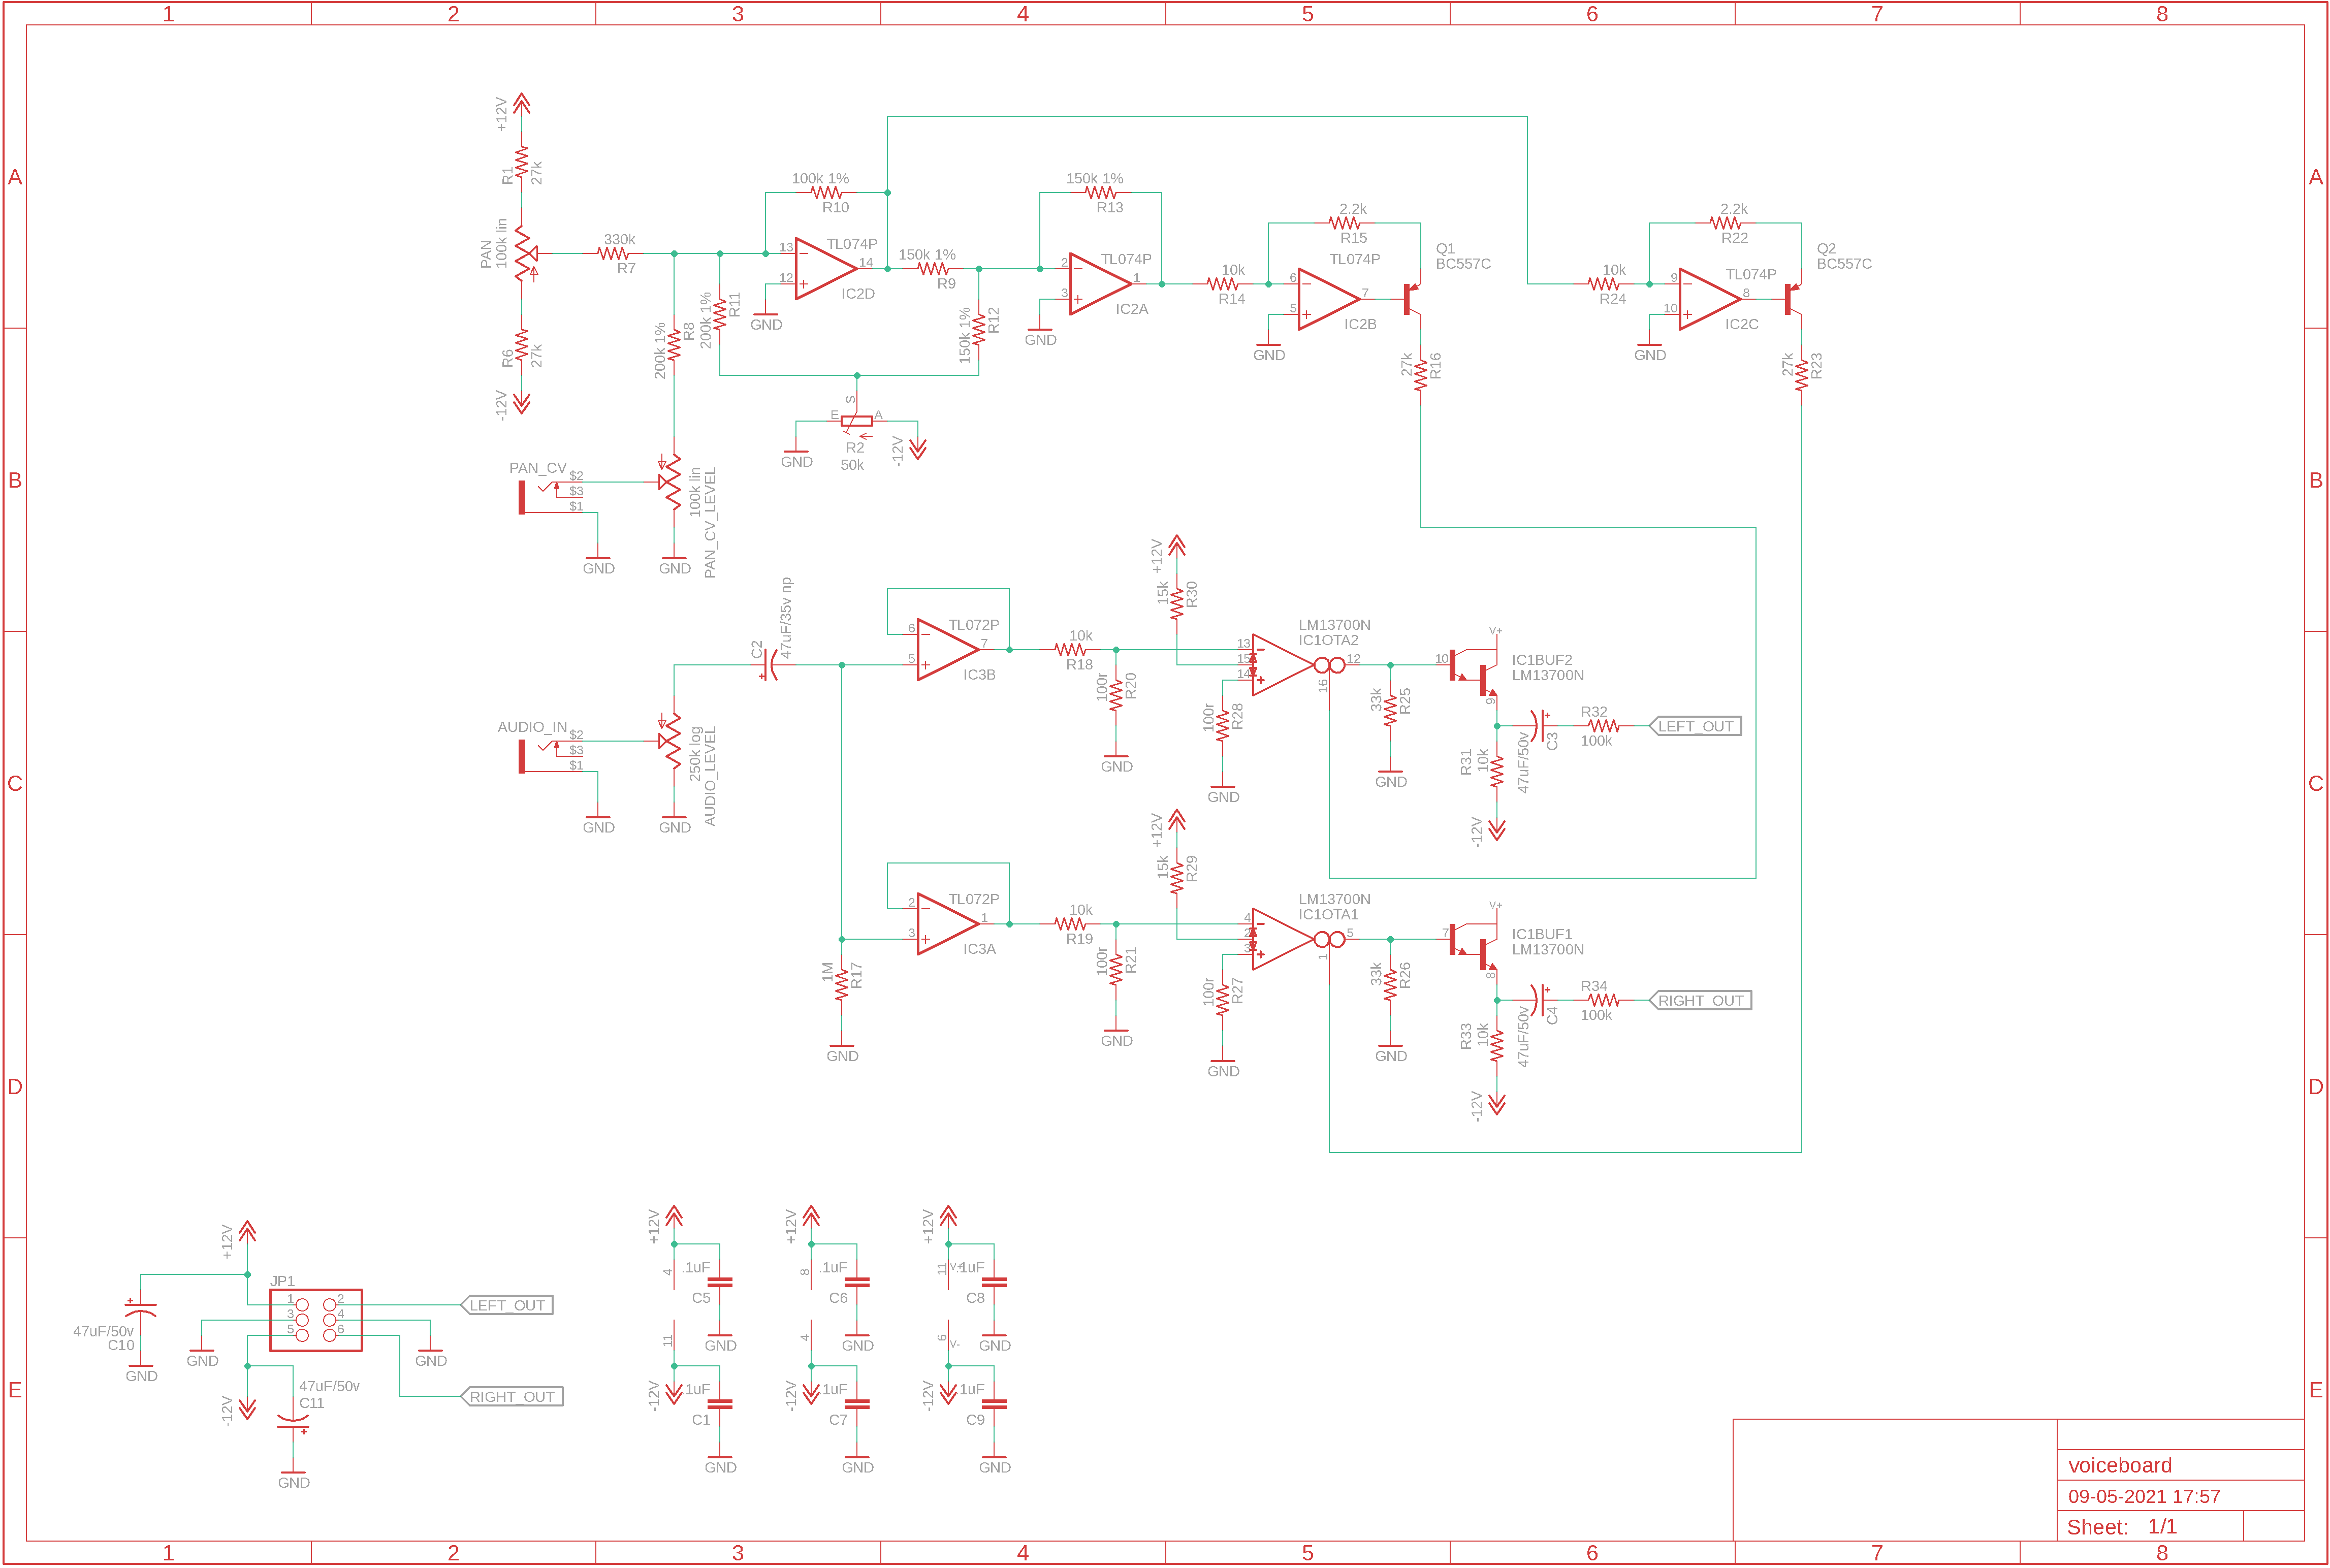 1 2 3 4 5 6 7 8
A A
B B
C C
D D
E E
+12V
R1
27k
PAN
100k lin
R6
27k
-12V
330k
R7
R8
200k 1%
R11
200k 1%
100k 1%
R10
13
12
14
TL074P
IC2D
GND
150k 1%
R9
R12
150k 1%
E S A
R2
50k
GND
-12V
150k 1%
R13
2
3
1
TL074P
IC2A
GND
10k
R14
2.2k
R15
6
5
7
TL074P
IC2B
GND
Q1
BC557C
27k
R16
10k
R24
2.2k
R22
9
10
8
TL074P
IC2C
GND
Q2
BC557C
27k
R23
PAN_CV
$2
$3
$1
GND
100k lin
PAN_CV_LEVEL
GND
AUDIO_IN
$2
$3
$1
GND
250k log
AUDIO_LEVEL
GND
C2
47uF/35v np
6
5
7
TL072P
IC3B
10k
R18
100r
R20
GND
+12V
15k
R30
13
15
14
LM13700N
IC1OTA2
12
16
100r
R28
GND
33k
R25
GND
10
V+
9
IC1BUF2
LM13700N
R31
10k
-12V
47uF/50v
C3
R32
100k
LEFT_OUT
1M
R17
GND
2
3
1
TL072P
IC3A
10k
R19
100r
R21
GND
+12V
15k
R29
4
2
3
LM13700N
IC1OTA1
5
1
100r
R27
GND
33k
R26
GND
7
V+
8
IC1BUF1
LM13700N
R33
10k
-12V
47uF/50v
C4
R34
100k
RIGHT_OUT
+12V
47uF/50v
C10
GND
JP1
1 2
3 4
5 6
GND
GND
LEFT_OUT
RIGHT_OUT
-12V
47uF/50v
C11
GND
+12V
4
.1uF
C5
GND
11
-12V
.1uF
C1
GND
+12V
8
.1uF
C6
GND
4
-12V
.1uF
C7
GND
+12V
11
V+
.1uF
C8
GND
6
V-
-12V
.1uF
C9
GND
voiceboard
09-05-2021 17:57
Sheet: 1/1
1 2 3 4 5 6 7 8